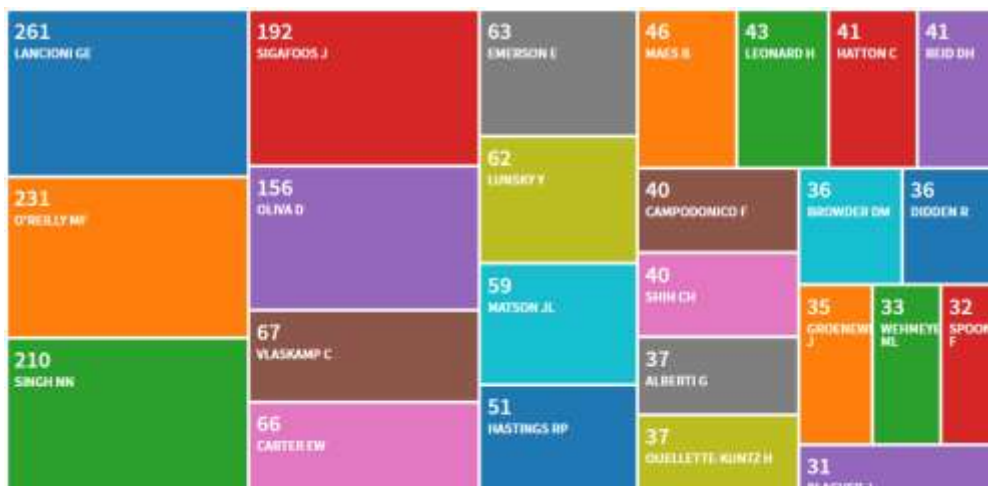 261
LANCIONI GE
231
O'REILLY MF
210
SINGH NN
192
SIGAFOOS J
156
OLIVA D
67
VLASKAMP C
66
CARTER EW
63
EMERSON E
62
LUNSKY Y
59
MATSON JL
51
HASTINGS RP
46
MAES B
43
LEONARD H
41
HATTON C
41
REID DH
40
CAMPODONICO F
40
SHIH CH
37
ALBERTI G
37
OUELLETTE-KUNTZ H
36
BROWDER DM
36
DIDDEN R
35
J
33
ML
32
F
31